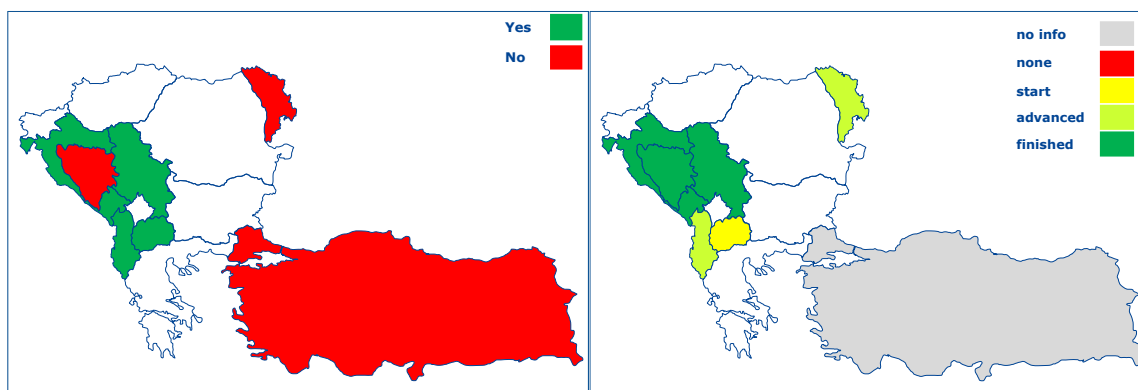 Yes
No
no info
none
start
advanced
finished